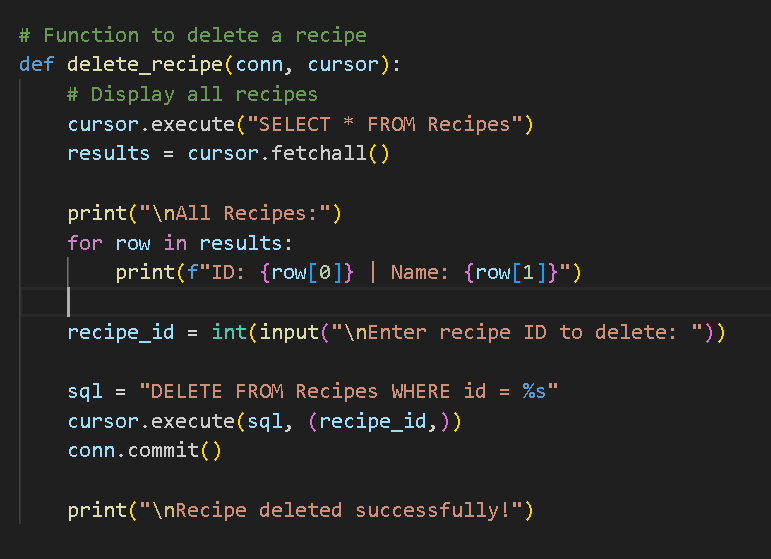 # Function to delete a recipe
def delete_recipe(conn, cursor):
    # Display all recipes
    cursor.execute("SELECT * FROM Recipes")
    results = cursor.fetchall()

    print("\nAll Recipes:")
    for row in results:
        print(f"ID: {row[0]} | Name: {row[1]}")

    recipe_id = int(input("\nEnter recipe ID to delete: "))

    sql = "DELETE FROM Recipes WHERE id = %s"
    cursor.execute(sql, (recipe_id,))
    conn.commit()

    print("\nRecipe deleted successfully!")